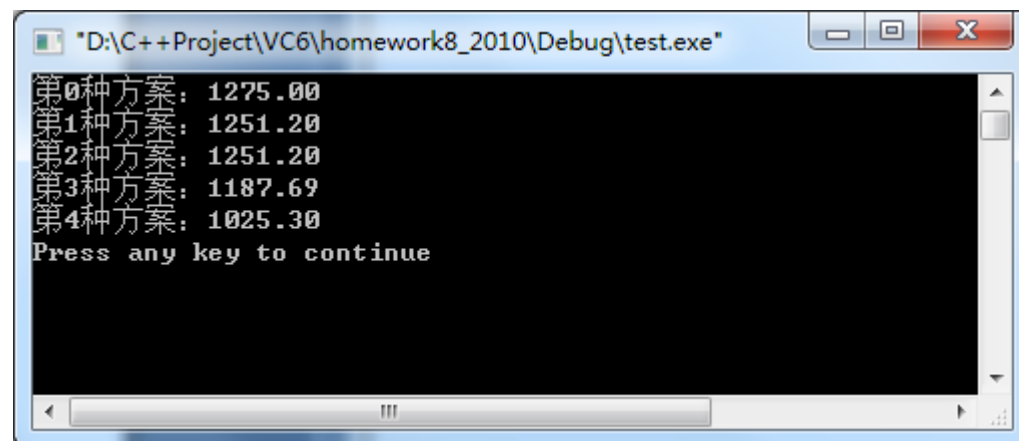 "D:\C++Project\VC6\homework8_2010\Debug\test.exe"
第0种方案：1275.00
第1种方案：1251.20
第2种方案：1251.20
第3种方案：1187.69
第4种方案：1025.30
Press any key to continue